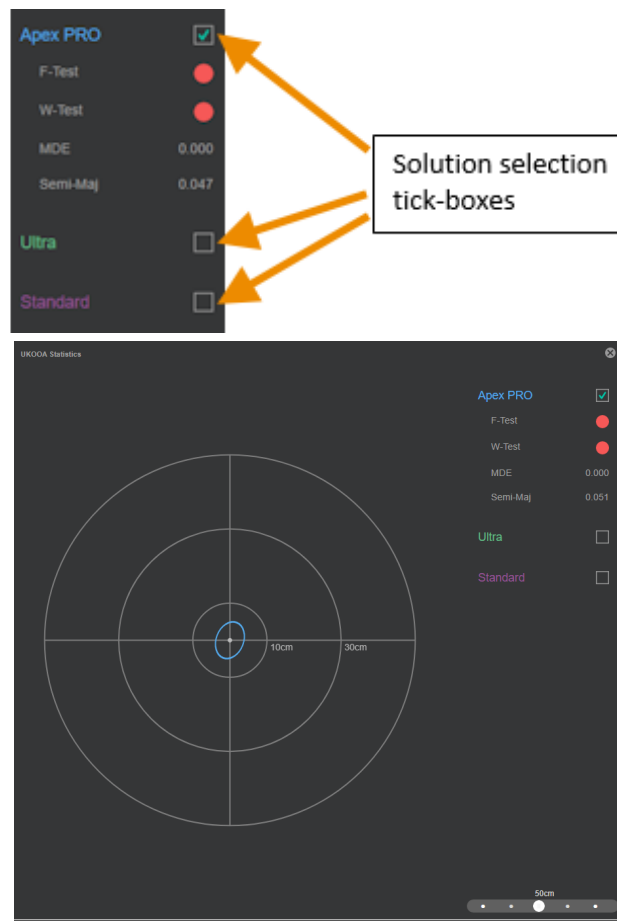 Apex PRO
F-Test
W-Test
MDE 0.000
Semi-Maj 0.047
Ultra
Standard
Solution selection
tick-boxes
UKOOA Statistics
Apex PRO
F-Test
W-Test
MDE 0.000
Semi-Maj 0.051
Ultra
Standard
10cm 30cm
50cm